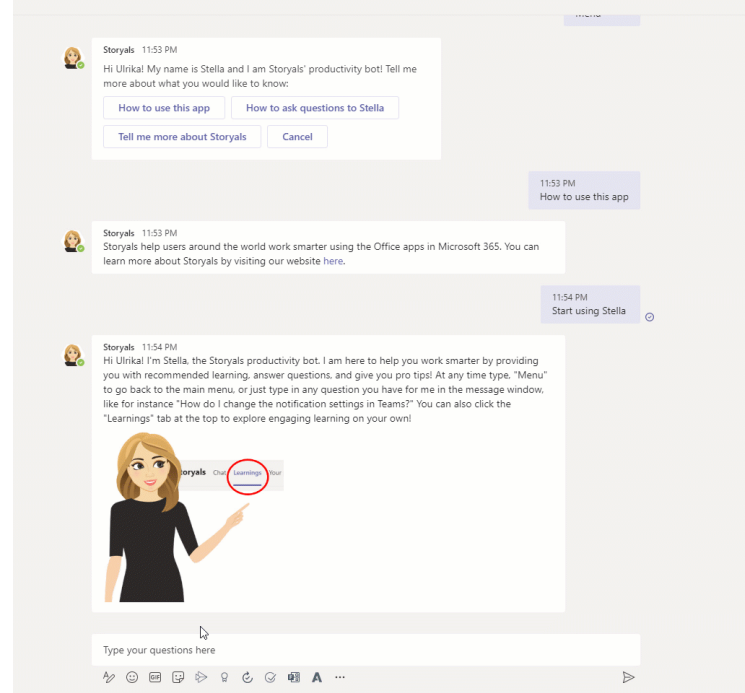 Menu
Storyals 11:53 PM
Hi Ulrika! My name is Stella and I am Storyals' productivity bot! Tell me
more about what you would like to know:
How to use this app
How to ask questions to Stella
Tell me more about Storyals
Cancel
11:53 PM
How to use this app
Storyals 11:53 PM
Storyals help users around the world work smarter using the Office apps in Microsoft 365. You can
learn more about Storyals by visiting our website here.
11:54 PM
Start using Stella
Storyals 11:54 PM
Hi Ulrika! I'm Stella, the Storyals productivity bot. I am here to help you work smarter by providing
you with recommended learning, answer questions, and give you pro tips! At any time type, "Menu"
to go back to the main menu, or just type in any question you have for me in the message window,
like for instance "How do I change the notification settings in Teams?" You can also click the
"Learnings" tab at the top to explore engaging learning on your own!
toryals Chat Learnings Your
Type your questions here
GIF